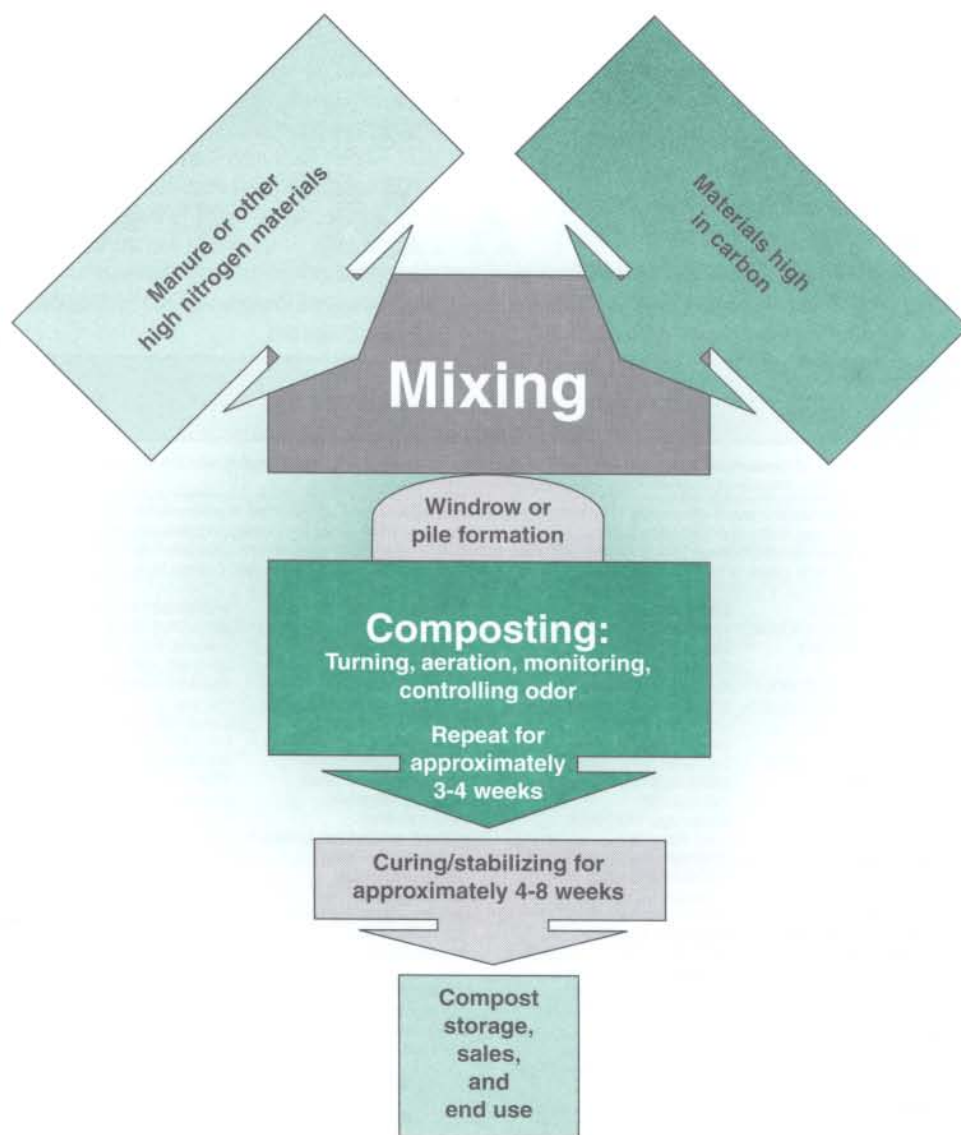 Manure or other
high nitrogen materials
Materials high
in carbon
Mixing
Windrow or
pile formation
Composting:
Turning, aeration, monitoring,
controlling odor
Repeat for
approximately
3-4 weeks
Curing/stabilizing for
approximately 4-8 weeks
Compost
storage,
sales,
and
end use